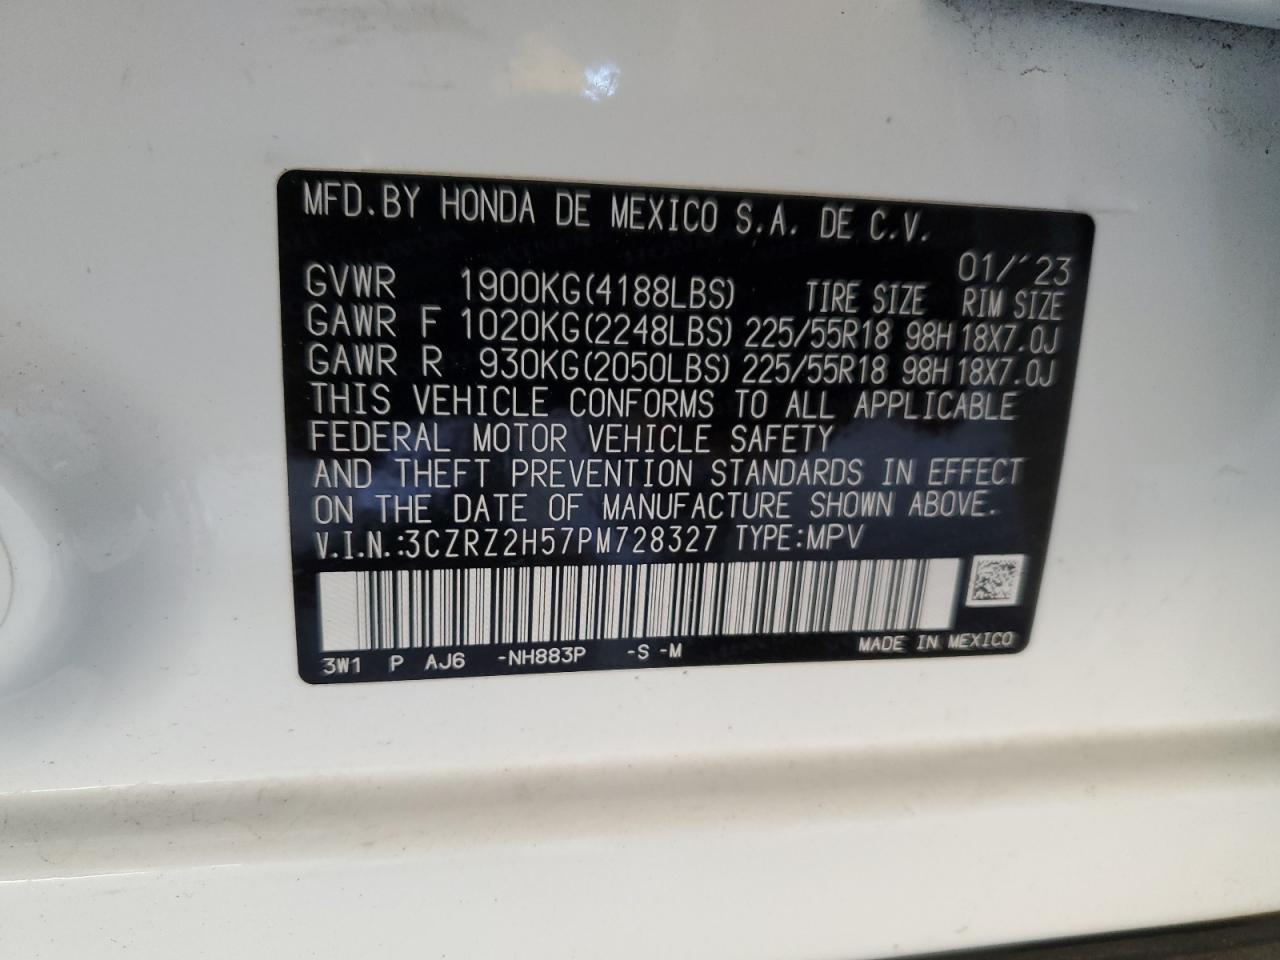 MFD.BY HONDA DE MEXICO S.A. DE C.V.
01/´23
GVWR 1900KG(4188LBS) TIRE SIZE RIM SIZE
GAWR F 1020KG(2248LBS) 225/55R18 98H 18X7.0J
GAWR R 930KG(2050LBS) 225/55R18 98H 18X7.0J
THIS VEHICLE CONFORMS TO ALL APPLICABLE
FEDERAL MOTOR VEHICLE SAFETY
AND THEFT PREVENTION STANDARDS IN EFFECT
ON THE DATE OF MANUFACTURE SHOWN ABOVE.
V.I.N.:3CZRZ2H57PM728327 TYPE:MPV
3W1 P AJ6 -NH883P -S -M MADE IN MEXICO